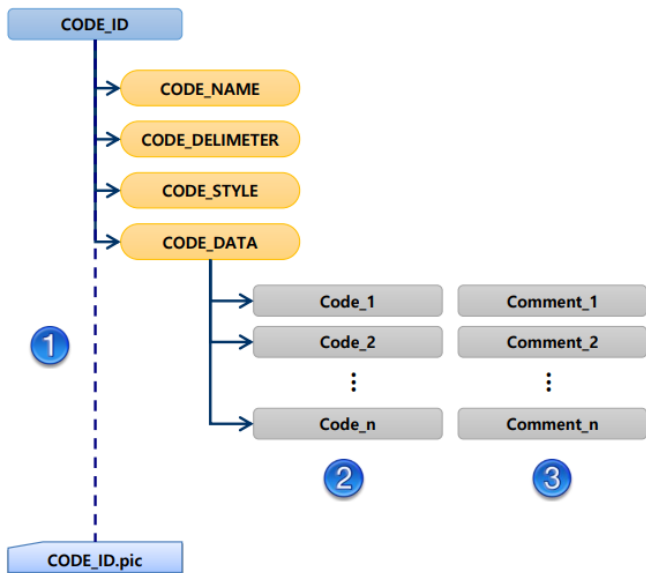 CODE_ID
CODE_NAME
CODE_DELIMETER
CODE_STYLE
CODE_DATA
Code_1 Comment_1
1
Code_2 Comment_2
⋮ ⋮
Code_n Comment_n
2 3
CODE_ID.pic